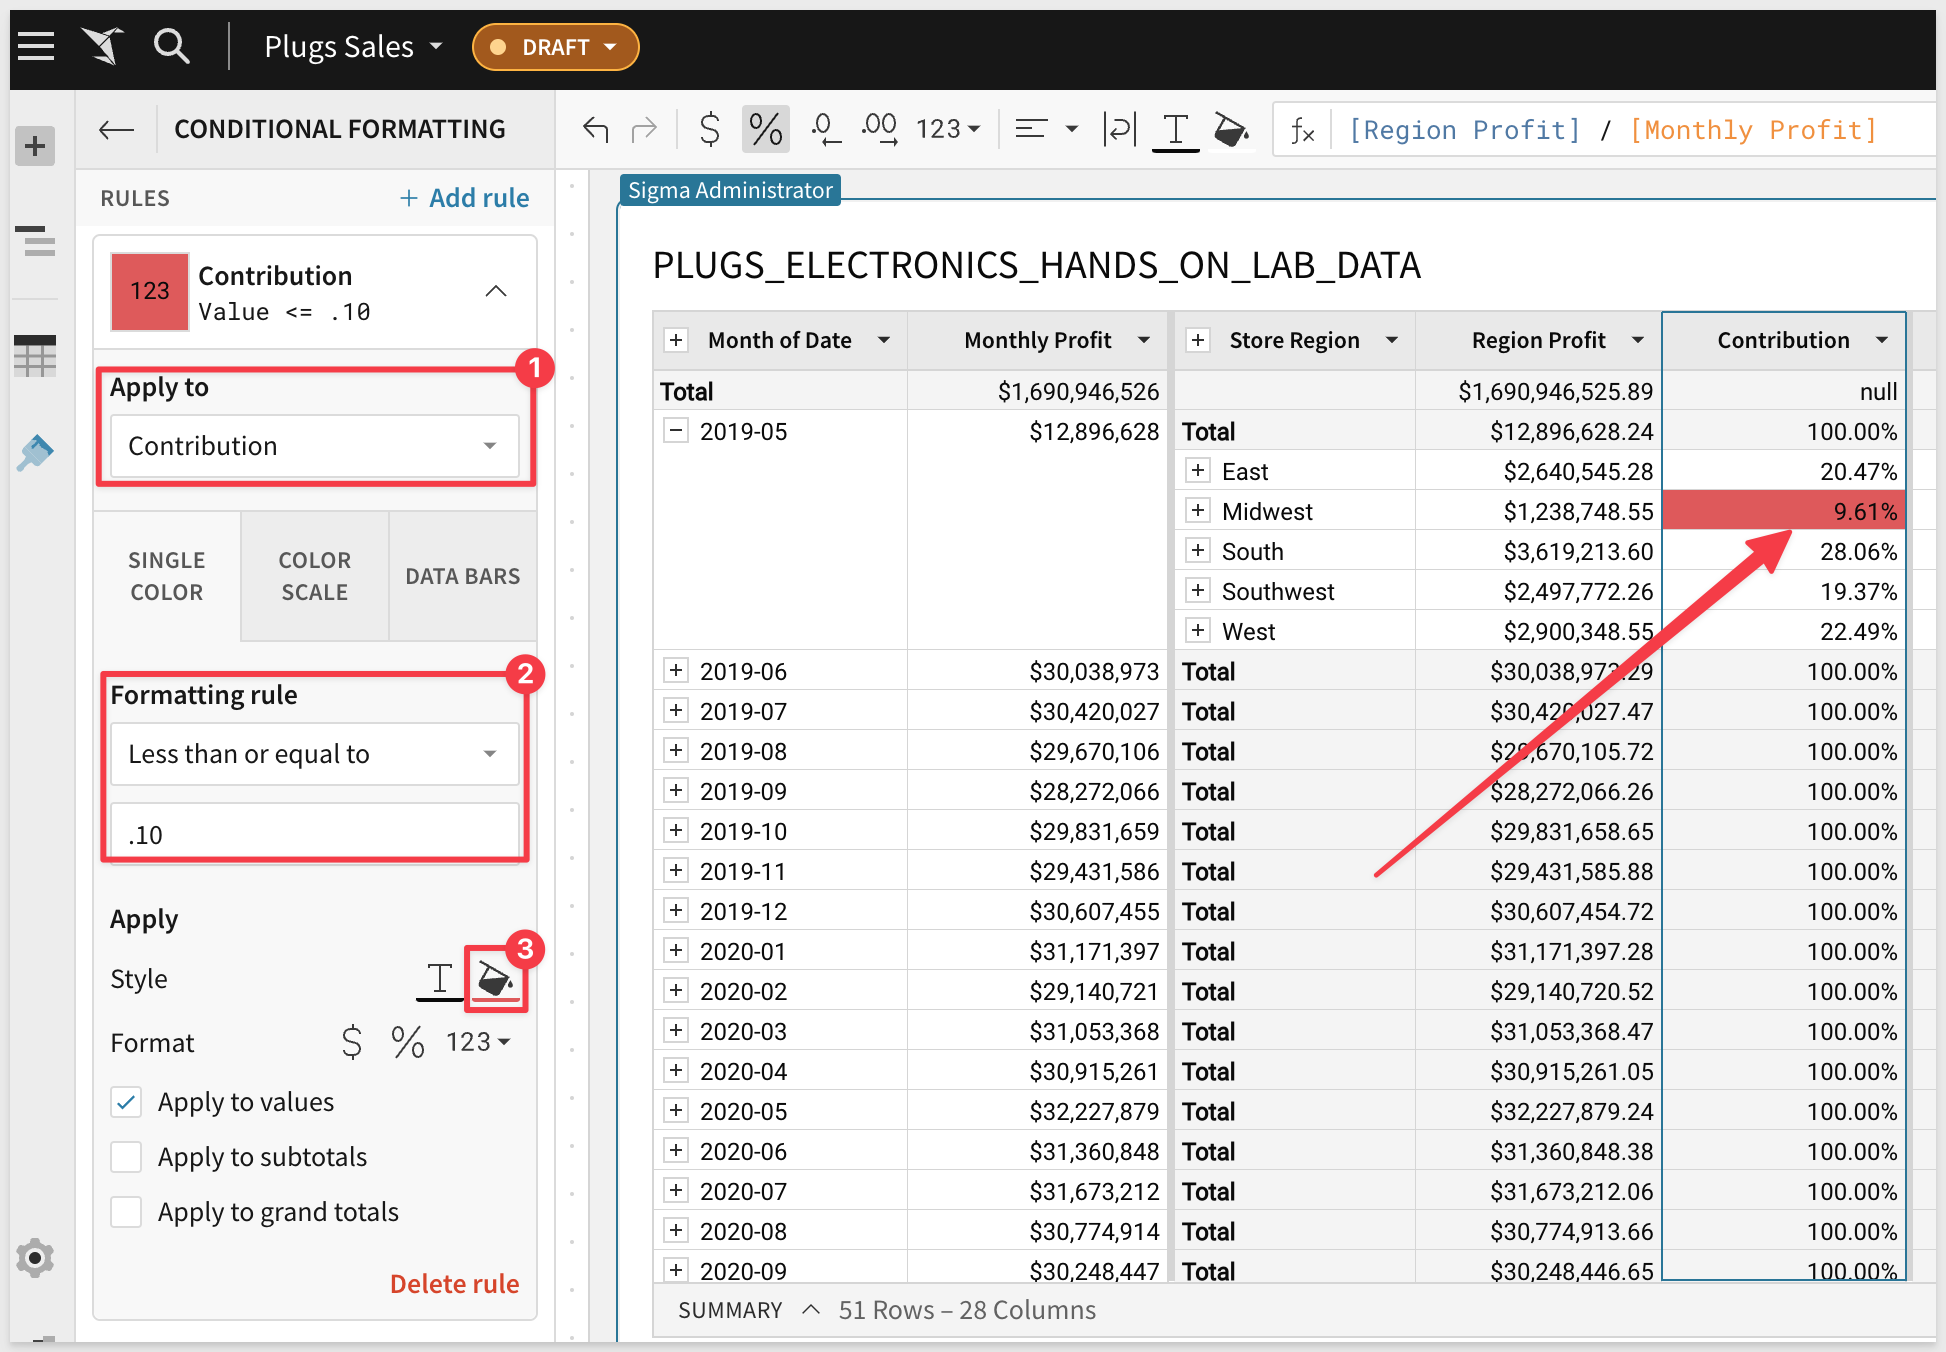 Plugs Sales
DRAFT
CONDITIONAL FORMATTING
$ % .0 .00 123
fx [Region Profit] / [Monthly Profit]
RULES
+ Add rule
123
Contribution
Value <= .10
1
Apply to
Contribution
SINGLE COLOR
COLOR SCALE
DATA BARS
2
Formatting rule
Less than or equal to
.10
Apply
3
Style T
Format $ % 123
Apply to values
Apply to subtotals
Apply to grand totals
Delete rule
Sigma Administrator
PLUGS_ELECTRONICS_HANDS_ON_LAB_DATA
+ Month of Date Monthly Profit + Store Region Region Profit Contribution
Total $1,690,946,526 $1,690,946,525.89 null
− 2019-05 $12,896,628 Total $12,896,628.24 100.00%
+ East $2,640,545.28 20.47%
+ Midwest $1,238,748.55 9.61%
+ South $3,619,213.60 28.06%
+ Southwest $2,497,772.26 19.37%
+ West $2,900,348.55 22.49%
+ 2019-06 $30,038,973 Total $30,038,973.29 100.00%
+ 2019-07 $30,420,027 Total $30,420,027.47 100.00%
+ 2019-08 $29,670,106 Total $29,670,105.72 100.00%
+ 2019-09 $28,272,066 Total $28,272,066.26 100.00%
+ 2019-10 $29,831,659 Total $29,831,658.65 100.00%
+ 2019-11 $29,431,586 Total $29,431,585.88 100.00%
+ 2019-12 $30,607,455 Total $30,607,454.72 100.00%
+ 2020-01 $31,171,397 Total $31,171,397.28 100.00%
+ 2020-02 $29,140,721 Total $29,140,720.52 100.00%
+ 2020-03 $31,053,368 Total $31,053,368.47 100.00%
+ 2020-04 $30,915,261 Total $30,915,261.05 100.00%
+ 2020-05 $32,227,879 Total $32,227,879.24 100.00%
+ 2020-06 $31,360,848 Total $31,360,848.38 100.00%
+ 2020-07 $31,673,212 Total $31,673,212.06 100.00%
+ 2020-08 $30,774,914 Total $30,774,913.66 100.00%
+ 2020-09 $30,248,447 Total $30,248,446.65 100.00%
SUMMARY 51 Rows – 28 Columns